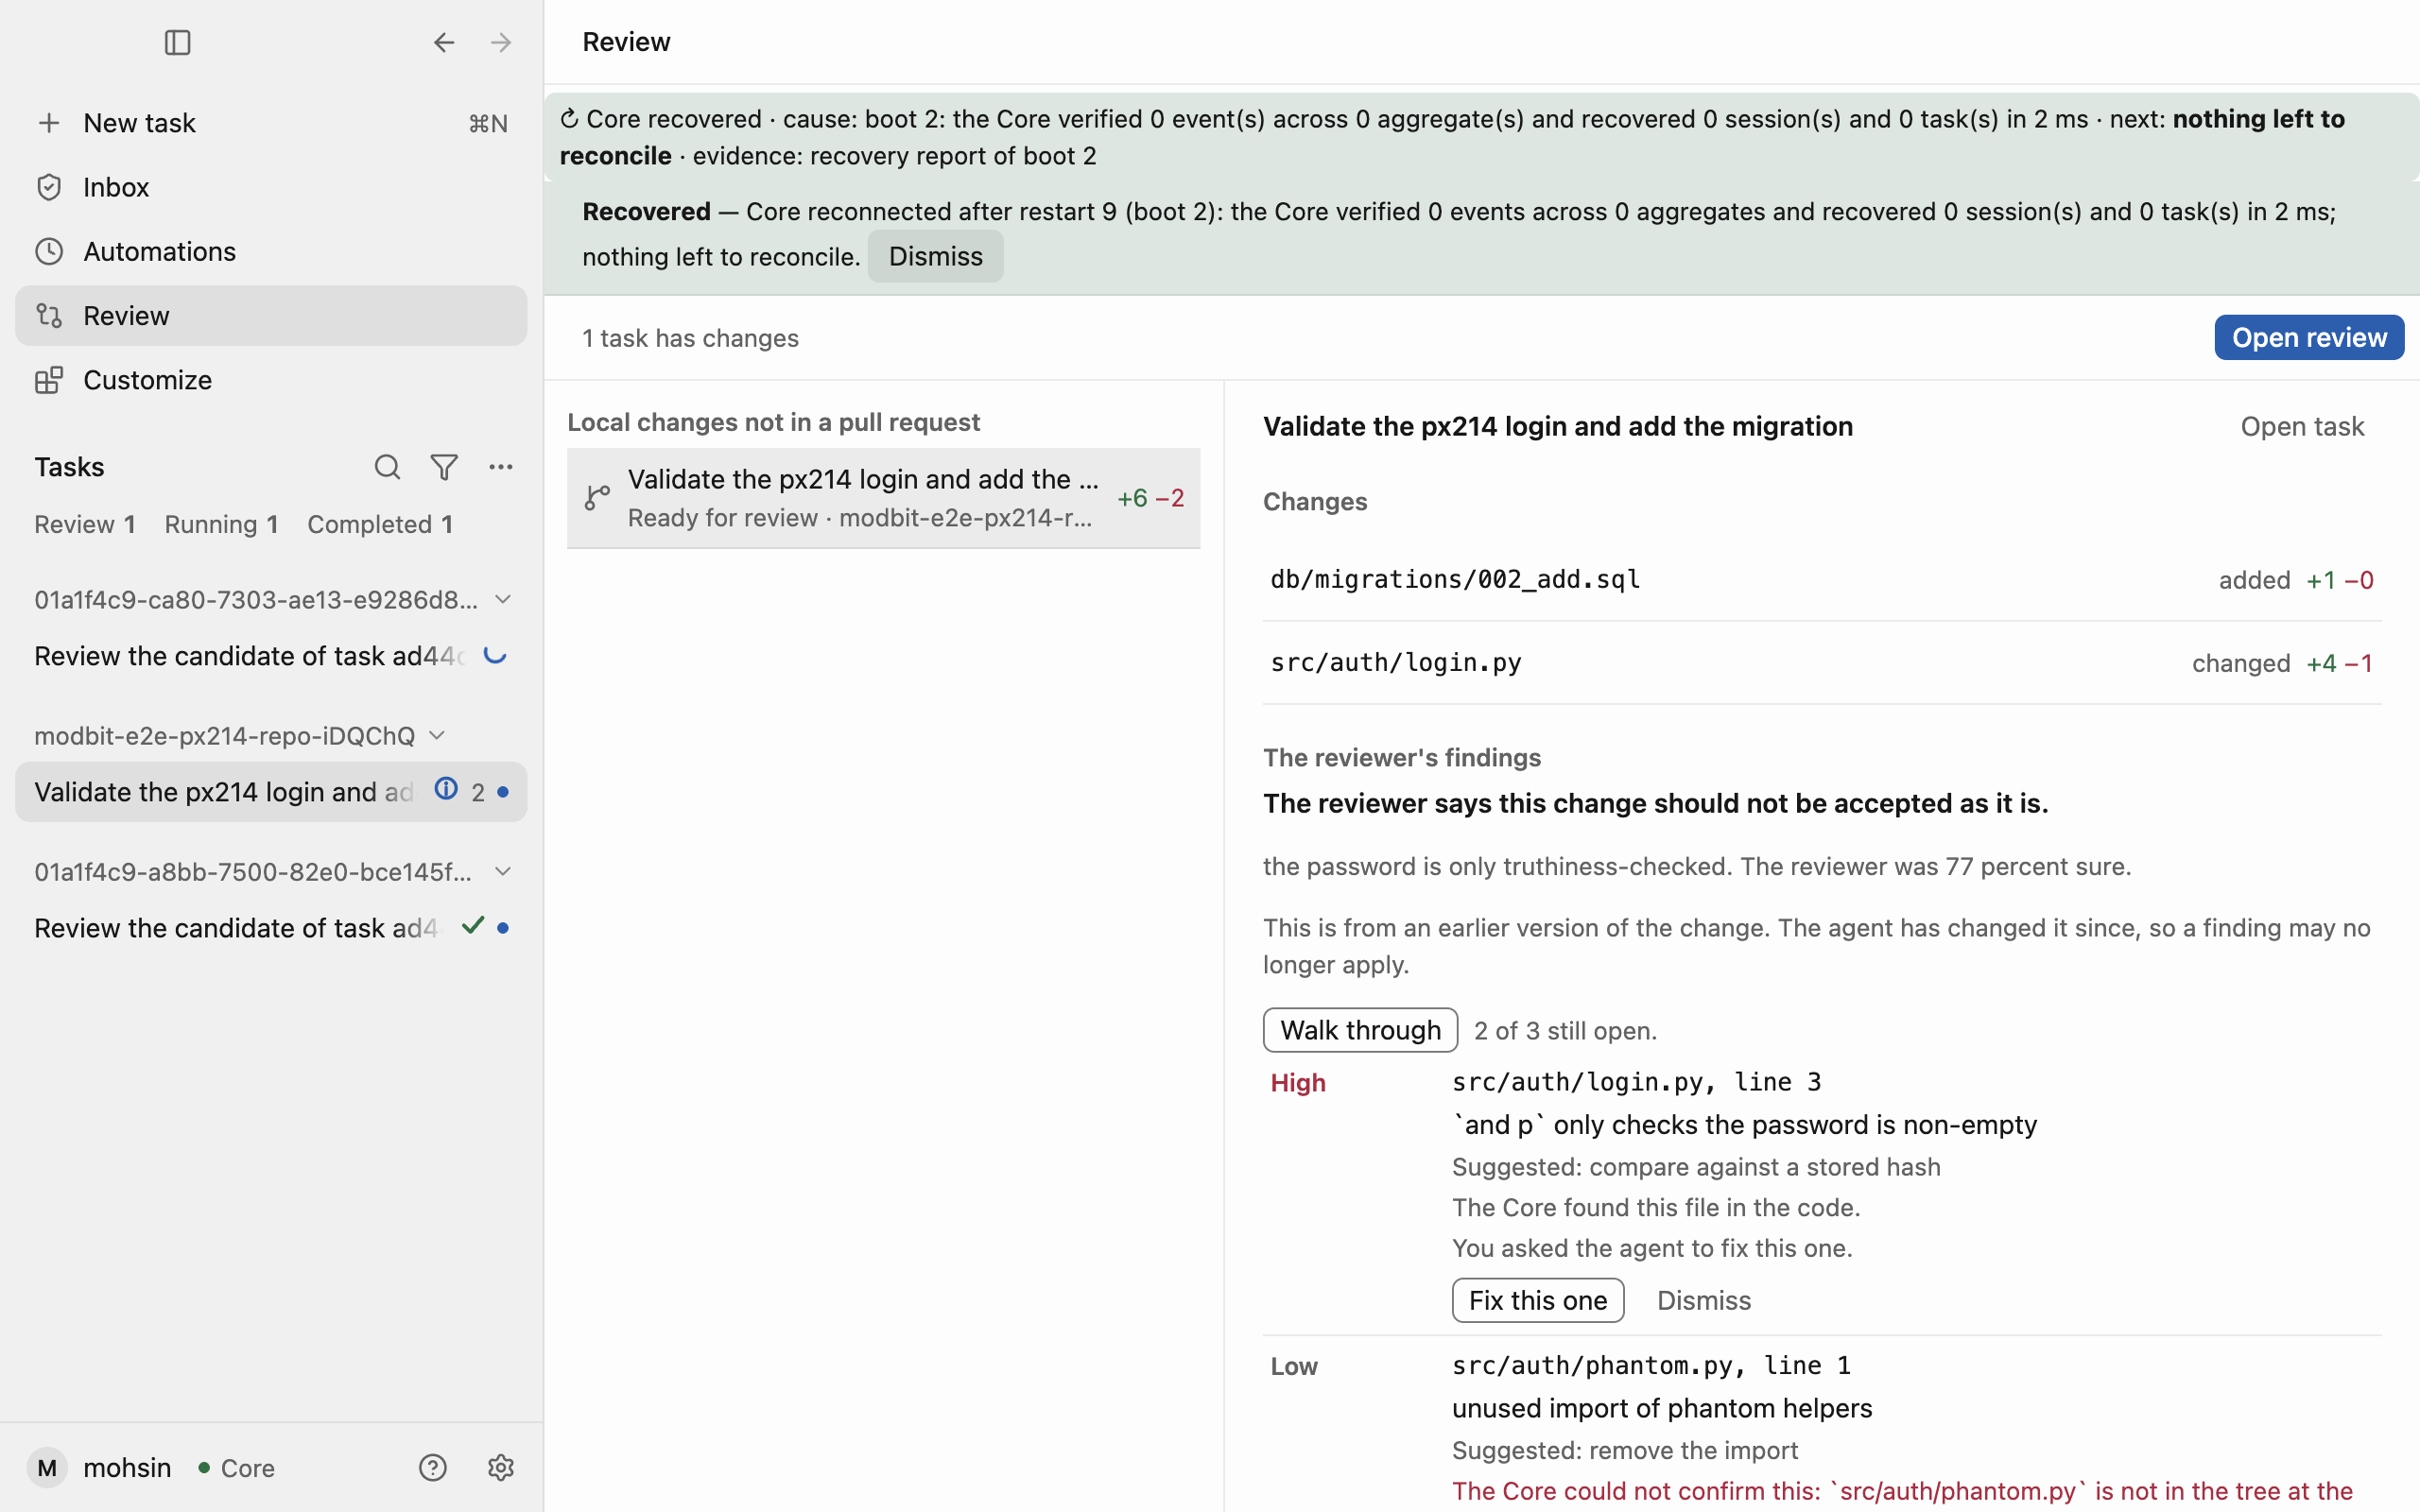 Review
New task ⌘N
Inbox
Automations
Review
Customize
Tasks
Review 1 Running 1 Completed 1
01a1f4c9-ca80-7303-ae13-e9286d8...
Review the candidate of task ad44
modbit-e2e-px214-repo-iDQChQ
Validate the px214 login and ad 2
01a1f4c9-a8bb-7500-82e0-bce145f...
Review the candidate of task ad4
M mohsin Core
Core recovered · cause: boot 2: the Core verified 0 event(s) across 0 aggregate(s) and recovered 0 session(s) and 0 task(s) in 2 ms · next: nothing left to
reconcile · evidence: recovery report of boot 2
Recovered — Core reconnected after restart 9 (boot 2): the Core verified 0 events across 0 aggregates and recovered 0 session(s) and 0 task(s) in 2 ms;
nothing left to reconcile. Dismiss
1 task has changes Open review
Local changes not in a pull request
Validate the px214 login and add the ...
Ready for review · modbit-e2e-px214-r... +6 −2
Validate the px214 login and add the migration Open task
Changes
db/migrations/002_add.sql added +1 −0
src/auth/login.py changed +4 −1
The reviewer's findings
The reviewer says this change should not be accepted as it is.
the password is only truthiness-checked. The reviewer was 77 percent sure.
This is from an earlier version of the change. The agent has changed it since, so a finding may no
longer apply.
Walk through 2 of 3 still open.
High src/auth/login.py, line 3
`and p` only checks the password is non-empty
Suggested: compare against a stored hash
The Core found this file in the code.
You asked the agent to fix this one.
Fix this one Dismiss
Low src/auth/phantom.py, line 1
unused import of phantom helpers
Suggested: remove the import
The Core could not confirm this: `src/auth/phantom.py` is not in the tree at the